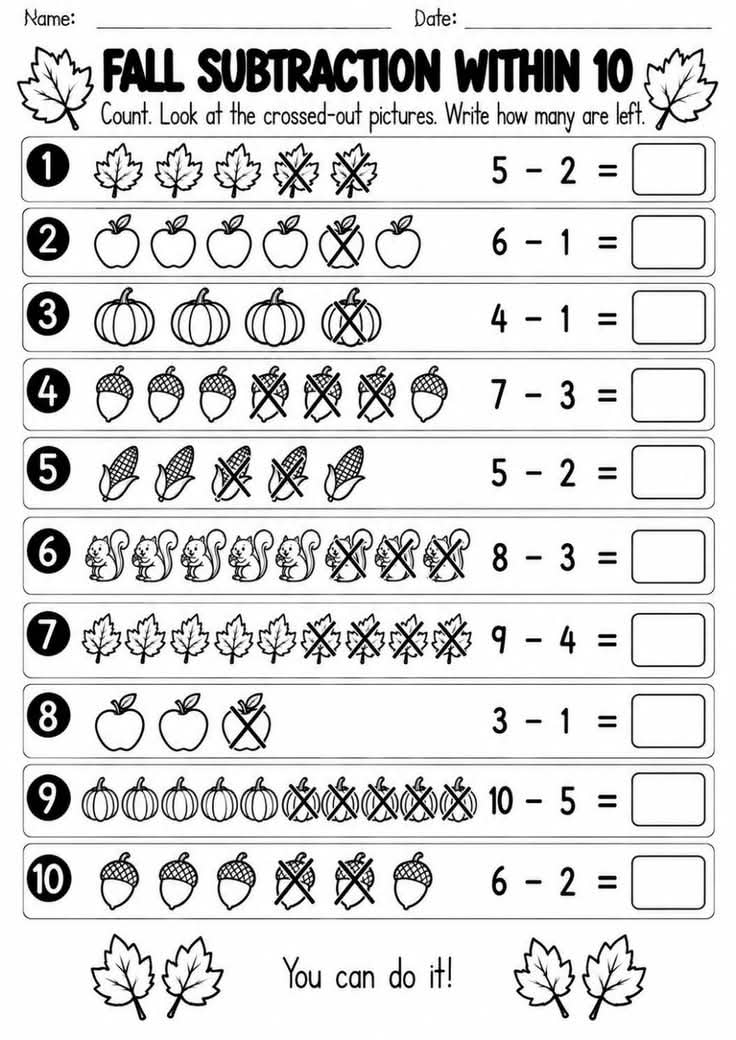 Name: Date:
FALL SUBTRACTION WITHIN 10
Count. Look at the crossed-out pictures. Write how many are left.
1 5 - 2 =
2 6 - 1 =
3 4 - 1 =
4 7 - 3 =
5 5 - 2 =
6 8 - 3 =
7 9 - 4 =
8 3 - 1 =
9 10 - 5 =
10 6 - 2 =
You can do it!